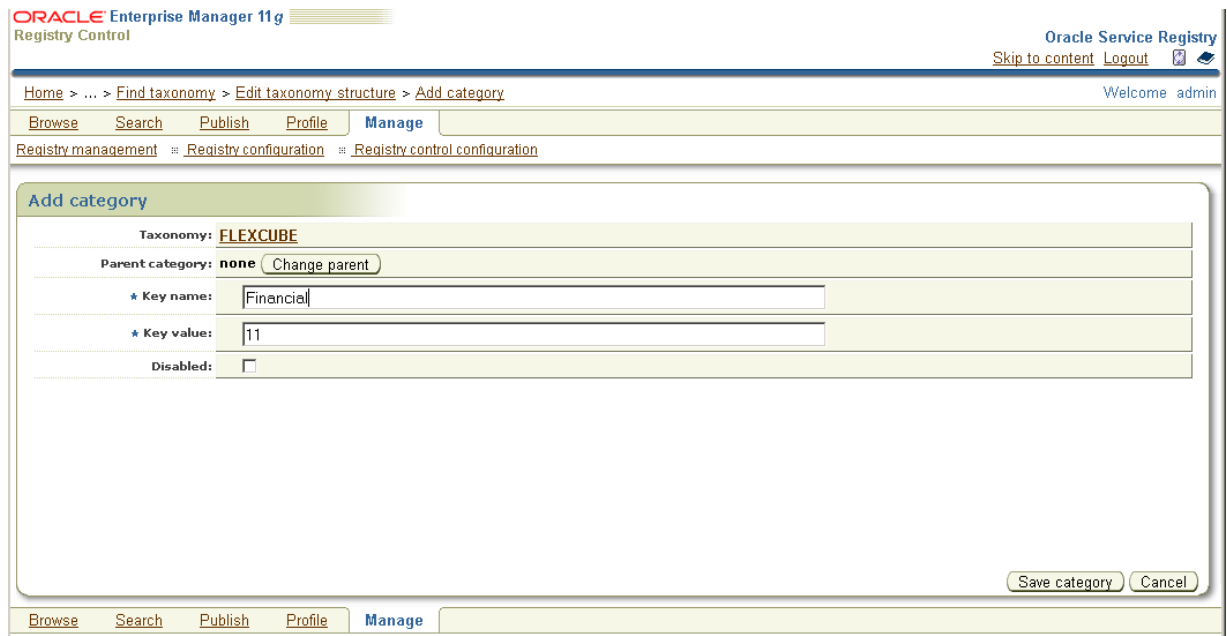 ORACLE Enterprise Manager 11g
Registry Control
Oracle Service Registry
Skip to content Logout
Home > ... > Find taxonomy > Edit taxonomy structure > Add category
Welcome admin
Browse Search Publish Profile Manage
Registry management Registry configuration Registry control configuration
Add category
Taxonomy: FLEXCUBE
Parent category: none Change parent
* Key name: Financial
* Key value: 11
Disabled:
Save category Cancel
Browse Search Publish Profile Manage